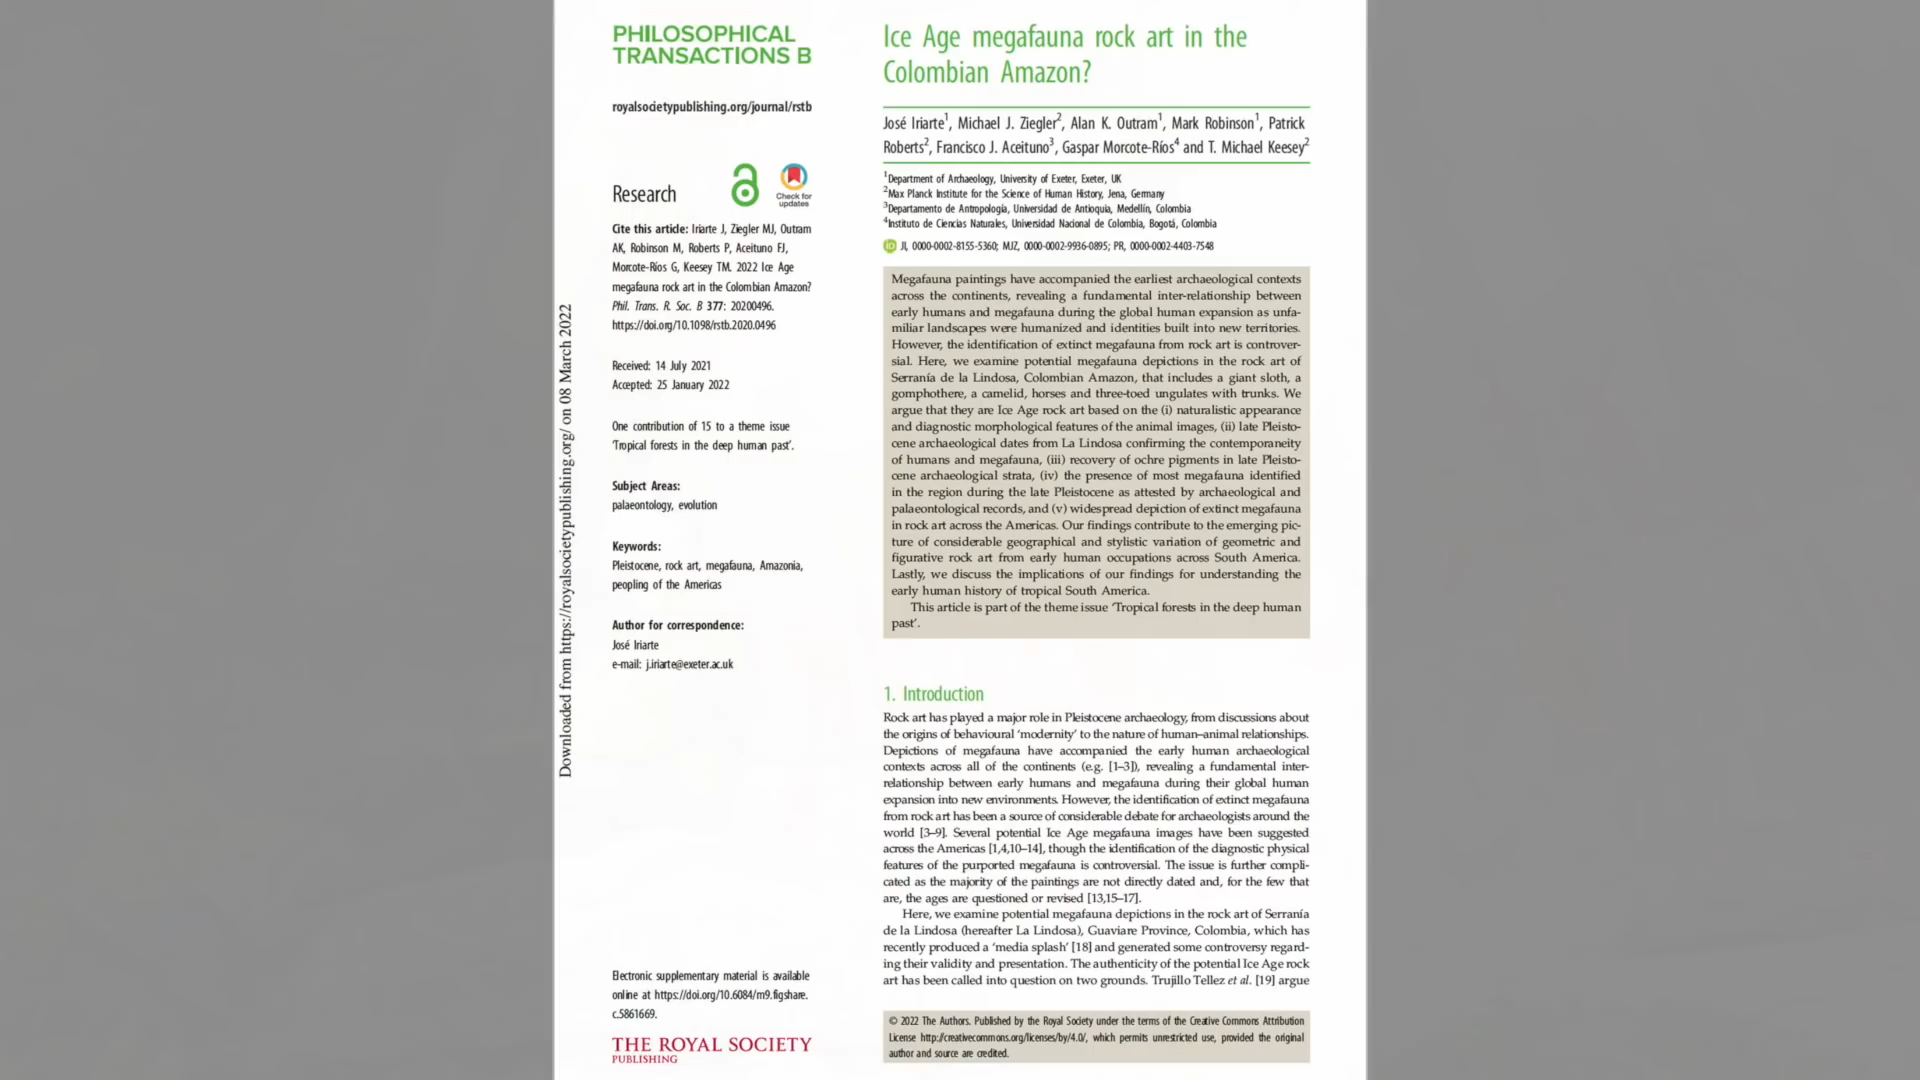 PHILOSOPHICAL
TRANSACTIONS B
royalsocietypublishing.org/journal/rstb
Research
Check for
updates
Cite this article: Iriarte J, Ziegler MJ, Outram
AK, Robinson M, Roberts P, Aceituno FJ,
Morcote-Ríos G, Keesey TM. 2022 Ice Age
megafauna rock art in the Colombian Amazon?
Phil. Trans. R. Soc. B 377: 20200496.
https://doi.org/10.1098/rstb.2020.0496
Received: 14 July 2021
Accepted: 25 January 2022
One contribution of 15 to a theme issue
'Tropical forests in the deep human past'.
Subject Areas:
palaeontology, evolution
Keywords:
Pleistocene, rock art, megafauna, Amazonia,
peopling of the Americas
Author for correspondence:
José Iriarte
e-mail: j.iriarte@exeter.ac.uk
Electronic supplementary material is available
online at https://doi.org/10.6084/m9.figshare.
c.5861669.
THE ROYAL SOCIETY
PUBLISHING
Downloaded from https://royalsocietypublishing.org/ on 08 March 2022
Ice Age megafauna rock art in the
Colombian Amazon?
José Iriarte1, Michael J. Ziegler2, Alan K. Outram1, Mark Robinson1, Patrick
Roberts2, Francisco J. Aceituno3, Gaspar Morcote-Ríos4 and T. Michael Keesey2
1Department of Archaeology, University of Exeter, Exeter, UK
2Max Planck Institute for the Science of Human History, Jena, Germany
3Departamento de Antropología, Universidad de Antioquia, Medellín, Colombia
4Instituto de Ciencias Naturales, Universidad Nacional de Colombia, Bogotá, Colombia
iD JI, 0000-0002-8155-5360; MJZ, 0000-0002-9936-0895; PR, 0000-0002-4403-7548
Megafauna paintings have accompanied the earliest archaeological contexts
across the continents, revealing a fundamental inter-relationship between
early humans and megafauna during the global human expansion as unfa-
miliar landscapes were humanized and identities built into new territories.
However, the identification of extinct megafauna from rock art is controver-
sial. Here, we examine potential megafauna depictions in the rock art of
Serranía de la Lindosa, Colombian Amazon, that includes a giant sloth, a
gomphothere, a camelid, horses and three-toed ungulates with trunks. We
argue that they are Ice Age rock art based on the (i) naturalistic appearance
and diagnostic morphological features of the animal images, (ii) late Pleisto-
cene archaeological dates from La Lindosa confirming the contemporaneity
of humans and megafauna, (iii) recovery of ochre pigments in late Pleisto-
cene archaeological strata, (iv) the presence of most megafauna identified
in the region during the late Pleistocene as attested by archaeological and
palaeontological records, and (v) widespread depiction of extinct megafauna
in rock art across the Americas. Our findings contribute to the emerging pic-
ture of considerable geographical and stylistic variation of geometric and
figurative rock art from early human occupations across South America.
Lastly, we discuss the implications of our findings for understanding the
early human history of tropical South America.
This article is part of the theme issue 'Tropical forests in the deep human
past'.
1. Introduction
Rock art has played a major role in Pleistocene archaeology, from discussions about
the origins of behavioural 'modernity' to the nature of human–animal relationships.
Depictions of megafauna have accompanied the early human archaeological
contexts across all of the continents (e.g. [1–3]), revealing a fundamental inter-
relationship between early humans and megafauna during their global human
expansion into new environments. However, the identification of extinct megafauna
from rock art has been a source of considerable debate for archaeologists around the
world [3–9]. Several potential Ice Age megafauna images have been suggested
across the Americas [1,4,10–14], though the identification of the diagnostic physical
features of the purported megafauna is controversial. The issue is further compli-
cated as the majority of the paintings are not directly dated and, for the few that
are, the ages are questioned or revised [13,15–17].
Here, we examine potential megafauna depictions in the rock art of Serranía
de la Lindosa (hereafter La Lindosa), Guaviare Province, Colombia, which has
recently produced a 'media splash' [18] and generated some controversy regard-
ing their validity and presentation. The authenticity of the potential Ice Age rock
art has been called into question on two grounds. Trujillo Tellez et al. [19] argue
© 2022 The Authors. Published by the Royal Society under the terms of the Creative Commons Attribution
License http://creativecommons.org/licenses/by/4.0/, which permits unrestricted use, provided the original
author and source are credited.